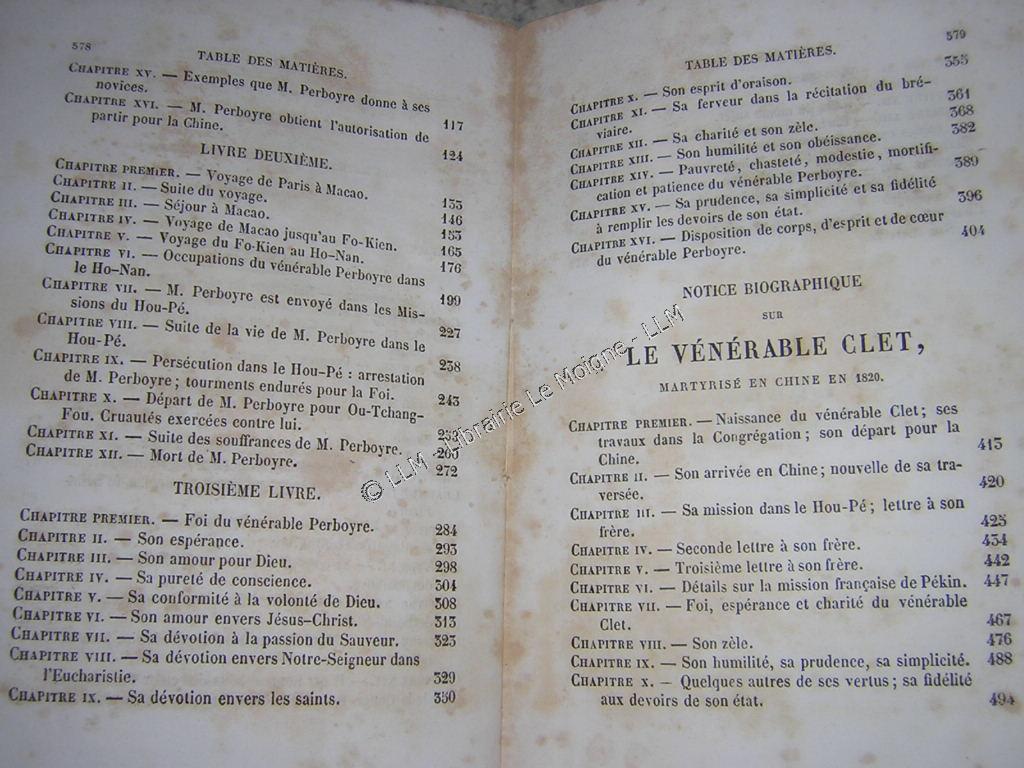 578
TABLE DES MATIÈRES.
CHAPITRE XV. — Exemples que M. Perboyre donne à ses
novices. 117
CHAPITRE XVI. — M. Perboyre obtient l'autorisation de
partir pour la Chine. 124
LIVRE DEUXIÈME.
CHAPITRE PREMIER. — Voyage de Paris à Macao. 133
CHAPITRE II. — Suite du voyage. 146
CHAPITRE III. — Séjour à Macao. 153
CHAPITRE IV. — Voyage de Macao jusqu'au Fo-Kien. 165
CHAPITRE V. — Voyage du Fo-Kien au Ho-Nan. 176
CHAPITRE VI. — Occupations du vénérable Perboyre dans
le Ho-Nan. 199
CHAPITRE VII. — M. Perboyre est envoyé dans les Mis-
sions du Hou-Pé. 227
CHAPITRE VIII. — Suite de la vie de M. Perboyre dans le
Hou-Pé. 238
CHAPITRE IX. — Persécution dans le Hou-Pé : arrestation
de M. Perboyre ; tourments endurés pour la Foi. 243
CHAPITRE X. — Départ de M. Perboyre pour Ou-Tchang-
Fou. Cruautés exercées contre lui.
CHAPITRE XI. — Suite des souffrances de M. Perboyre.
CHAPITRE XII. — Mort de M. Perboyre. 272
TROISIÈME LIVRE.
CHAPITRE PREMIER. — Foi du vénérable Perboyre. 284
CHAPITRE II. — Son espérance. 293
CHAPITRE III. — Son amour pour Dieu. 298
CHAPITRE IV. — Sa pureté de conscience. 304
CHAPITRE V. — Sa conformité à la volonté de Dieu. 308
CHAPITRE VI. — Son amour envers Jésus-Christ. 313
CHAPITRE VII. — Sa dévotion à la passion du Sauveur. 323
CHAPITRE VIII. — Sa dévotion envers Notre-Seigneur dans
l'Eucharistie. 329
CHAPITRE IX. — Sa dévotion envers les saints. 350
579
TABLE DES MATIÈRES.
CHAPITRE X. — Son esprit d'oraison. 355
CHAPITRE XI. — Sa ferveur dans la récitation du bré-
viaire. 361
CHAPITRE XII. — Sa charité et son zèle. 368
CHAPITRE XIII. — Son humilité et son obéissance. 382
CHAPITRE XIV. — Pauvreté, chasteté, modestie, mortifi-
cation et patience du vénérable Perboyre. 389
CHAPITRE XV. — Sa prudence, sa simplicité et sa fidélité
à remplir les devoirs de son état. 396
CHAPITRE XVI. — Disposition de corps, d'esprit et de cœur
du vénérable Perboyre. 404
NOTICE BIOGRAPHIQUE
SUR
LE VÉNÉRABLE CLET,
MARTYRISÉ EN CHINE EN 1820.
CHAPITRE PREMIER. — Naissance du vénérable Clet ; ses
travaux dans la Congrégation ; son départ pour la
Chine. 413
CHAPITRE II. — Son arrivée en Chine ; nouvelle de sa tra-
versée. 420
CHAPITRE III. — Sa mission dans le Hou-Pé ; lettre à son
frère. 425
CHAPITRE IV. — Seconde lettre à son frère. 434
CHAPITRE V. — Troisième lettre à son frère. 442
CHAPITRE VI. — Détails sur la mission française de Pékin. 447
CHAPITRE VII. — Foi, espérance et charité du vénérable
Clet. 467
CHAPITRE VIII. — Son zèle. 476
CHAPITRE IX. — Son humilité, sa prudence, sa simplicité. 488
CHAPITRE X. — Quelques autres de ses vertus ; sa fidélité
aux devoirs de son état. 494
© LLM - Librairie Le Moigne - LLM